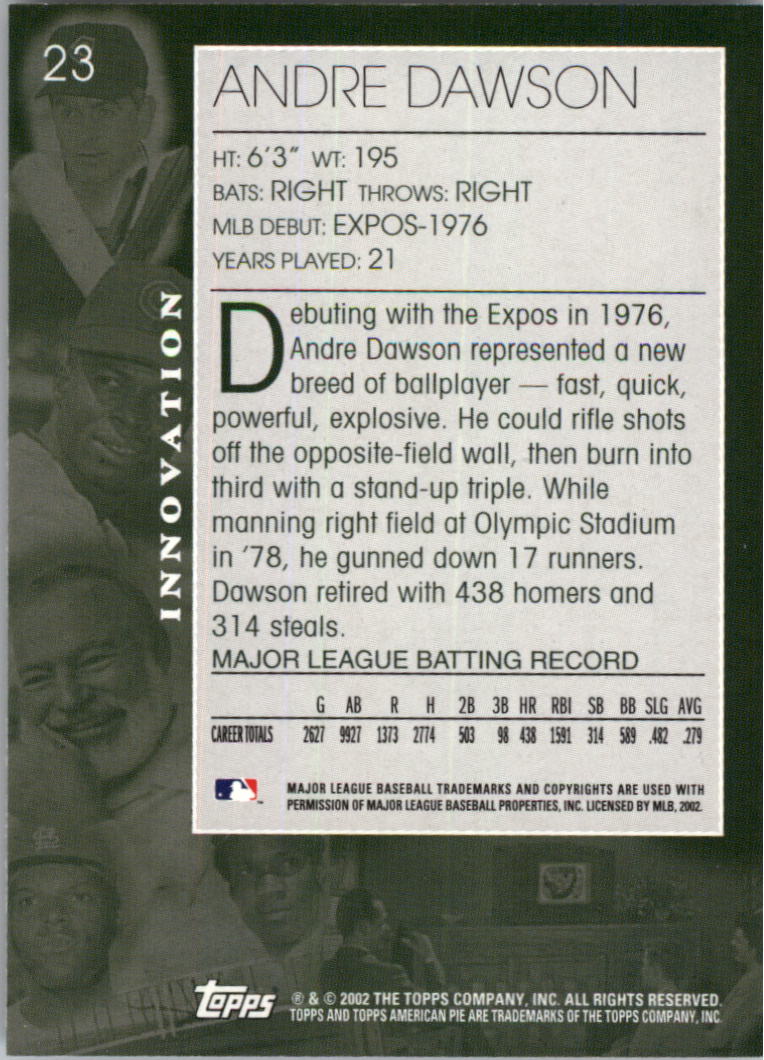 23
ANDRE DAWSON
HT: 6'3" WT: 195
BATS: RIGHT THROWS: RIGHT
MLB DEBUT: EXPOS-1976
YEARS PLAYED: 21
INNOVATION
Debuting with the Expos in 1976,
Andre Dawson represented a new
breed of ballplayer — fast, quick,
powerful, explosive. He could rifle shots
off the opposite-field wall, then burn into
third with a stand-up triple. While
manning right field at Olympic Stadium
in '78, he gunned down 17 runners.
Dawson retired with 438 homers and
314 steals.
MAJOR LEAGUE BATTING RECORD
G AB R H 2B 3B HR RBI SB BB SLG AVG
CAREER TOTALS 2627 9927 1373 2774 503 98 438 1591 314 589 .482 .279
MAJOR LEAGUE BASEBALL TRADEMARKS AND COPYRIGHTS ARE USED WITH
PERMISSION OF MAJOR LEAGUE BASEBALL PROPERTIES, INC. LICENSED BY MLB, 2002.
Topps ® & © 2002 THE TOPPS COMPANY, INC. ALL RIGHTS RESERVED.
TOPPS AND TOPPS AMERICAN PIE ARE TRADEMARKS OF THE TOPPS COMPANY, INC.